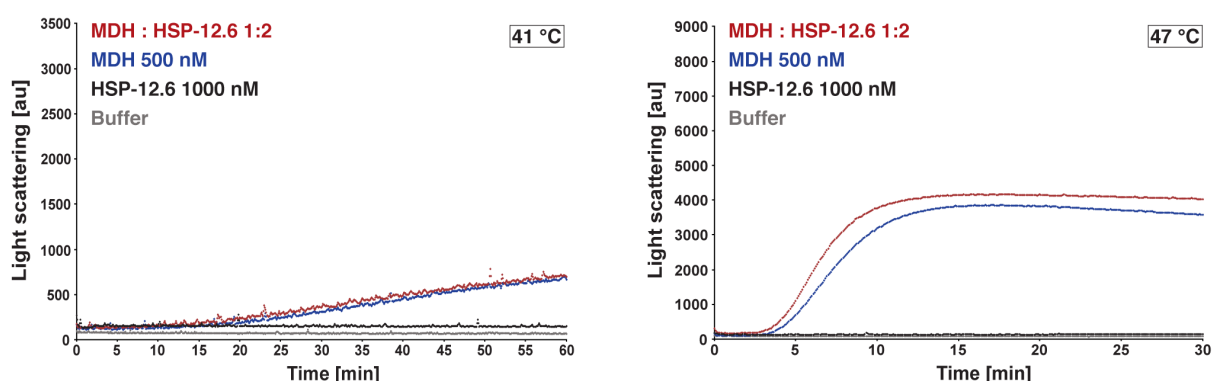 MDH : HSP-12.6 1:2
MDH 500 nM
HSP-12.6 1000 nM
Buffer
41 °C
Light scattering [au]
3500
3000
2500
2000
1500
1000
500
0
0 5 10 15 20 25 30 35 40 45 50 55 60
Time [min]
MDH : HSP-12.6 1:2
MDH 500 nM
HSP-12.6 1000 nM
Buffer
47 °C
Light scattering [au]
9000
8000
7000
6000
5000
4000
3000
2000
1000
0
0 5 10 15 20 25 30
Time [min]